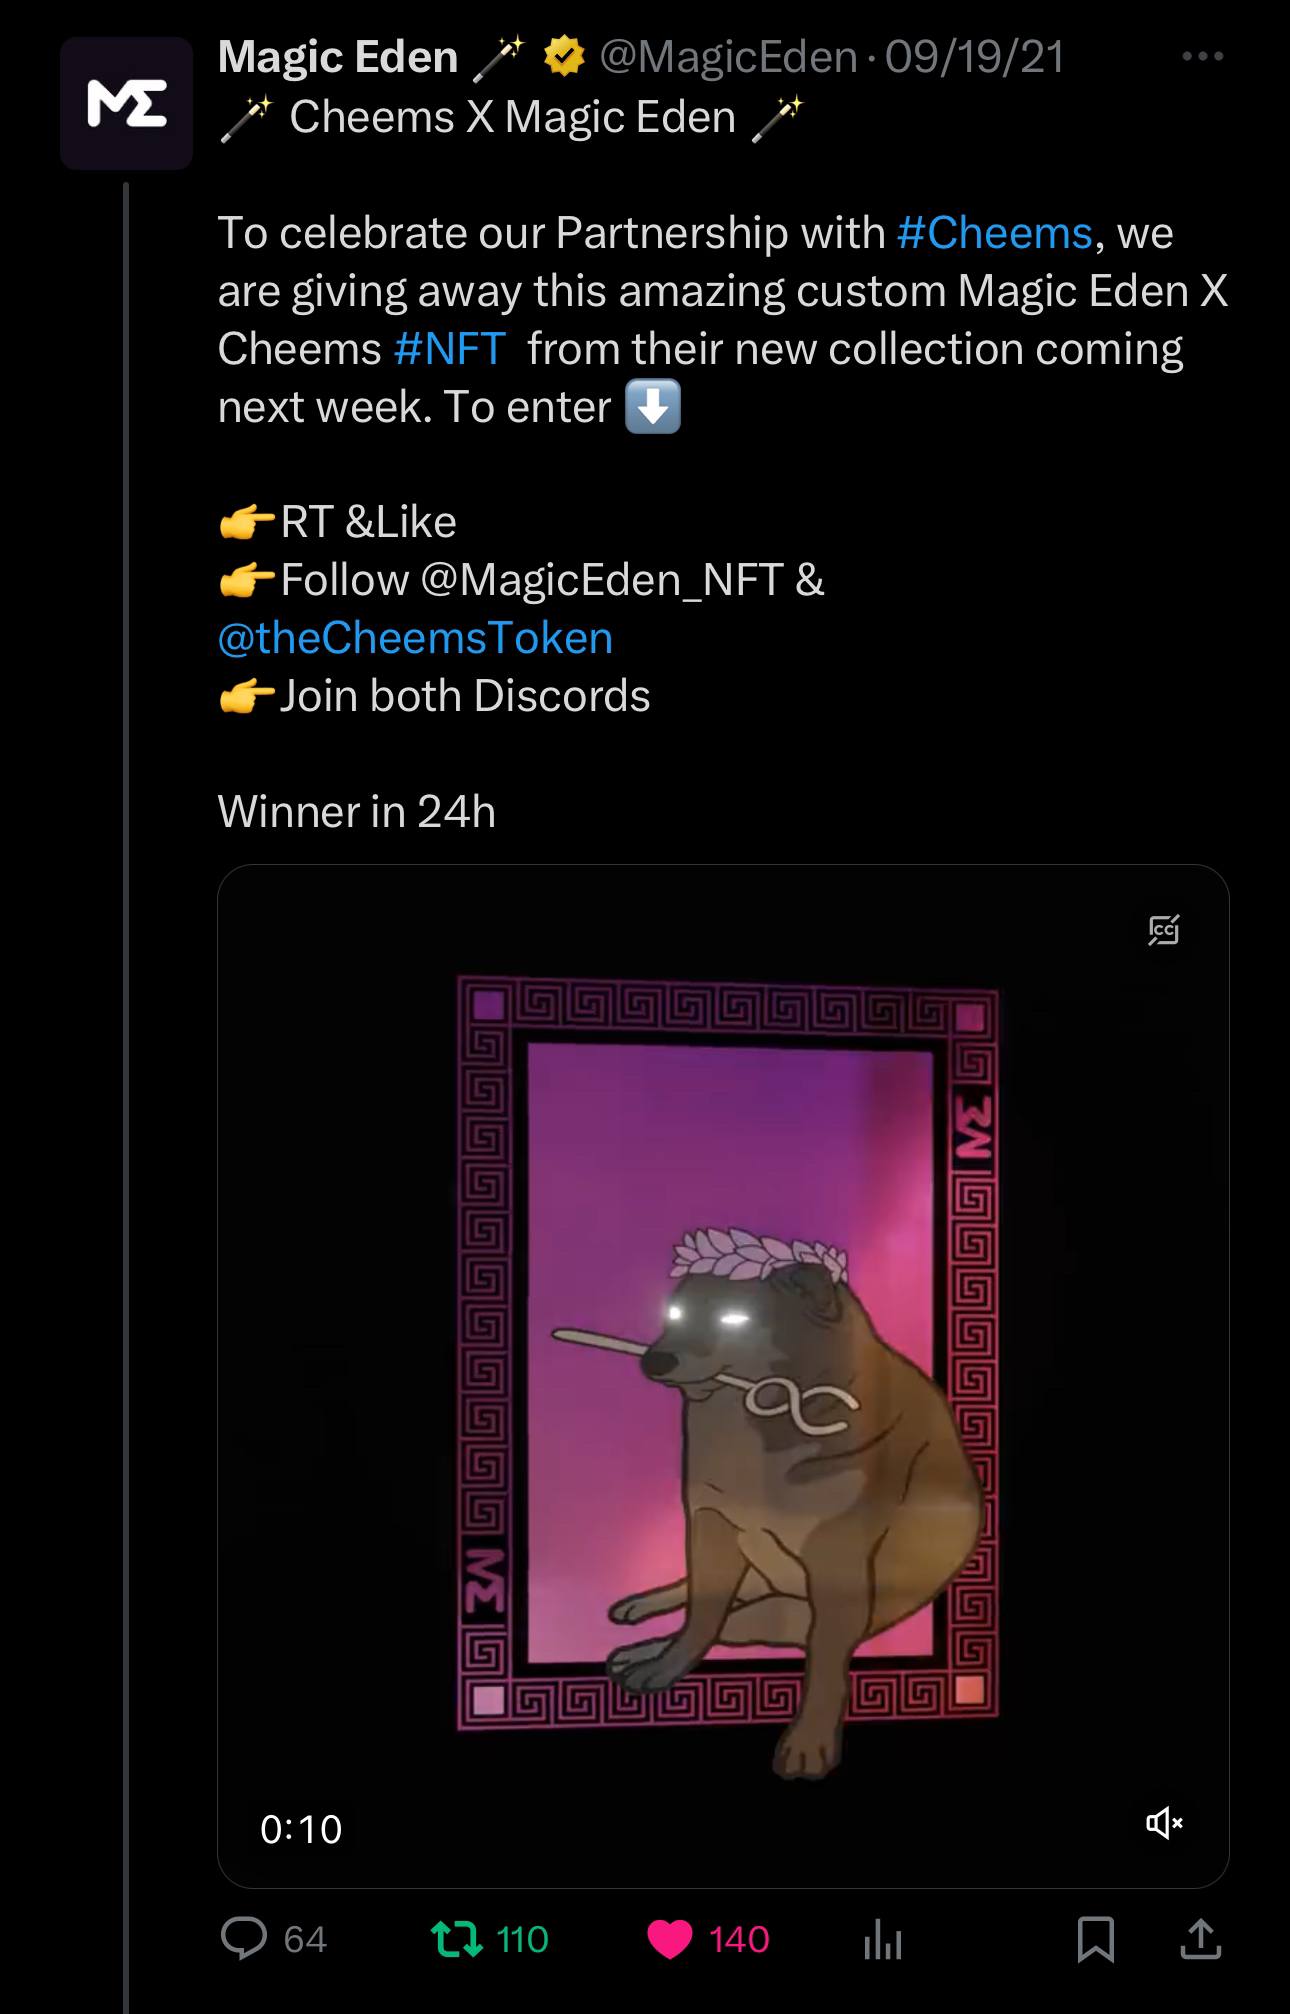 Magic Eden 🪄 @MagicEden · 09/19/21
🪄 Cheems X Magic Eden 🪄
To celebrate our Partnership with #Cheems, we
are giving away this amazing custom Magic Eden X
Cheems #NFT from their new collection coming
next week. To enter ⬇️
👉RT &Like
👉Follow @MagicEden_NFT &
@theCheemsToken
👉Join both Discords
Winner in 24h
CC
0:10
64 110 140